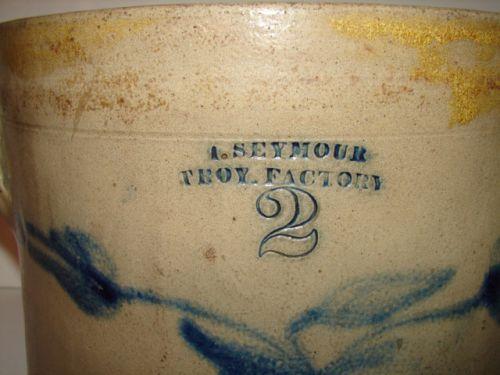 I. SEYMOUR
TROY. FACTORY
2